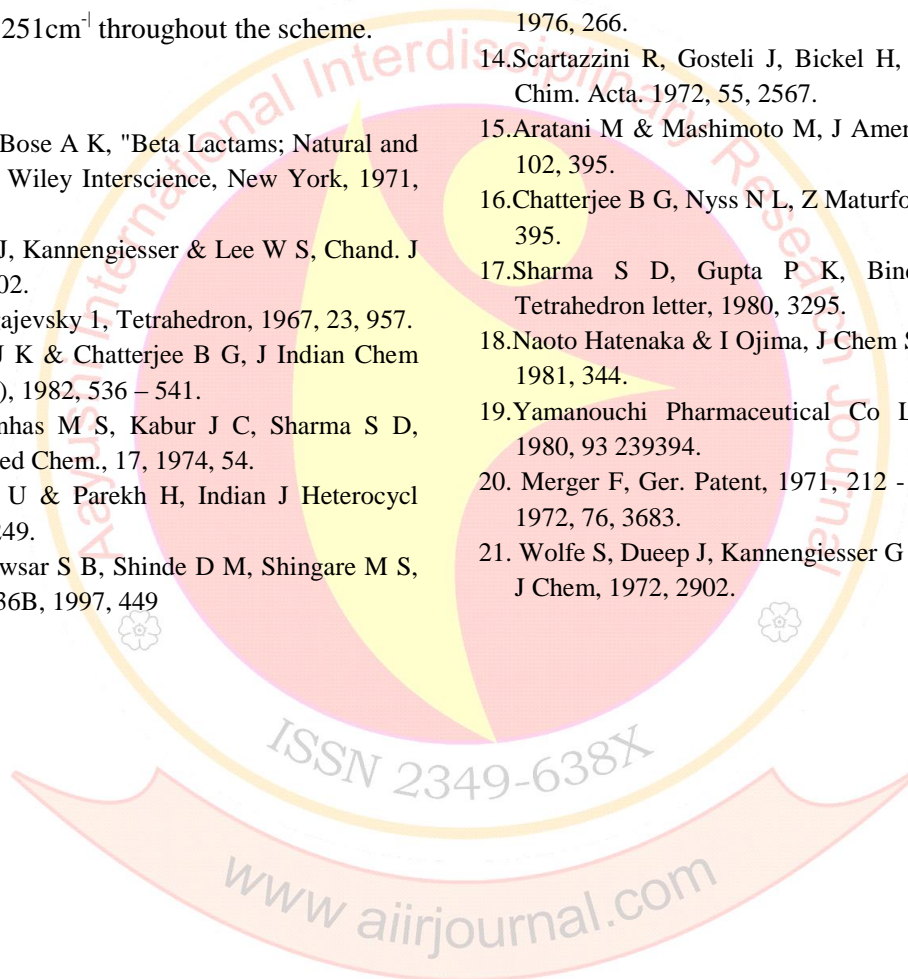 251cm-| throughout the scheme.
Bose A K, "Beta Lactams; Natural and
Wiley Interscience, New York, 1971,
J, Kannengiesser & Lee W S, Chand. J
02.
ajevsky 1, Tetrahedron, 1967, 23, 957.
J K & Chatterjee B G, J Indian Chem
), 1982, 536 – 541.
nhas M S, Kabur J C, Sharma S D,
ed Chem., 17, 1974, 54.
U & Parekh H, Indian J Heterocycl
249.
wsar S B, Shinde D M, Shingare M S,
36B, 1997, 449
1976, 266.
14.Scartazzini R, Gosteli J, Bickel H,
Chim. Acta. 1972, 55, 2567.
15.Aratani M & Mashimoto M, J Amer
102, 395.
16.Chatterjee B G, Nyss N L, Z Maturfo
395.
17.Sharma S D, Gupta P K, Bind
Tetrahedron letter, 1980, 3295.
18.Naoto Hatenaka & I Ojima, J Chem S
1981, 344.
19.Yamanouchi Pharmaceutical Co L
1980, 93 239394.
20. Merger F, Ger. Patent, 1971, 212 -
1972, 76, 3683.
21. Wolfe S, Dueep J, Kannengiesser G
J Chem, 1972, 2902.
Aayushi International Interdisciplinary Research Journal
ISSN 2349-638X
www aiirjournal.com